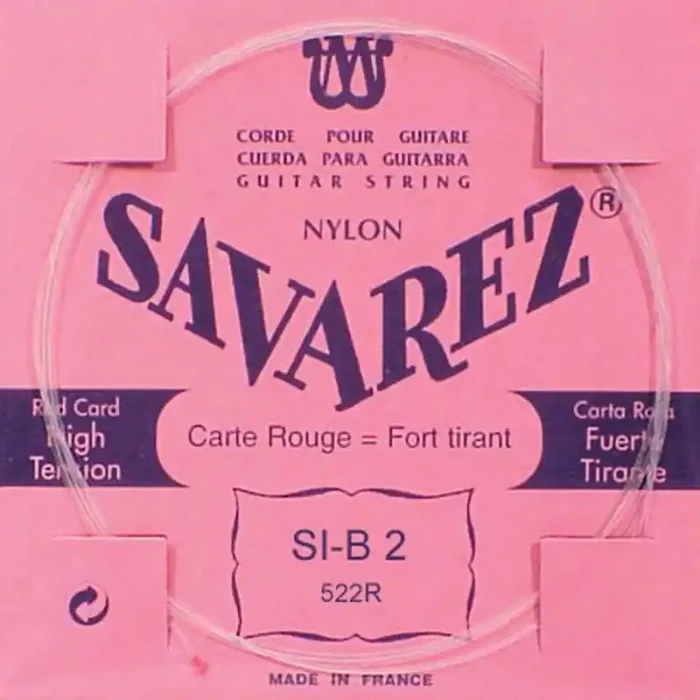 CORDE POUR GUITARE
CUERDA PARA GUITARRA
GUITAR STRING
NYLON
SAVAREZ®
Red Card
High
Tension
Carte Rouge = Fort tirant
Carta Roja
Fuerte
Tirante
SI-B 2
522R
MADE IN FRANCE